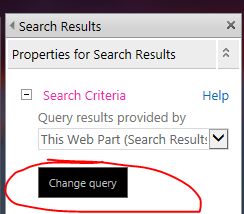 Search Results
Properties for Search Results
Search Criteria
Help
Query results provided by
This Web Part (Search Results
Change query